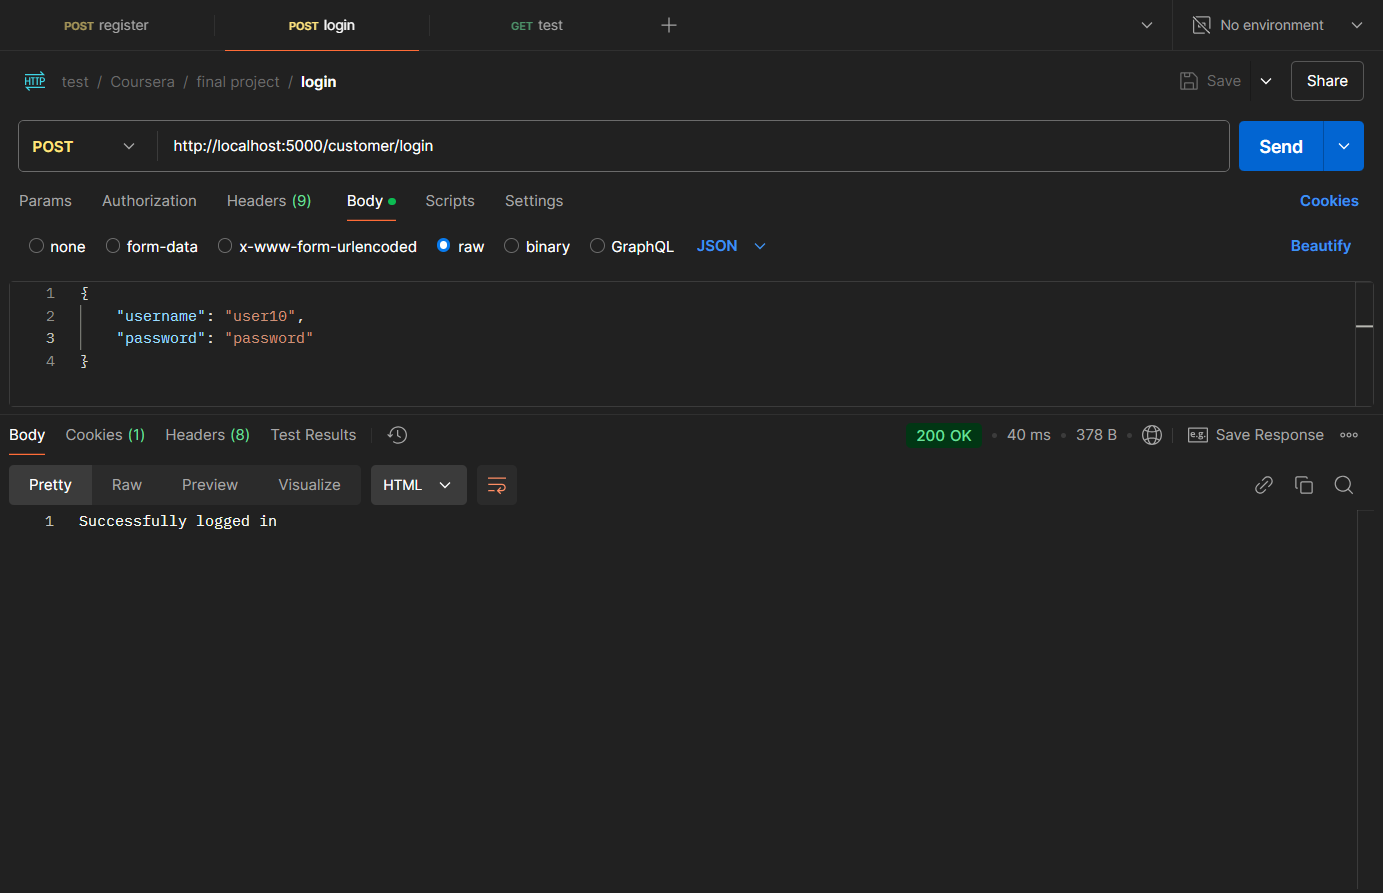 POST register POST login GET test No environment
HTTP test / Coursera / final project / login Save Share
POST http://localhost:5000/customer/login Send
Params Authorization Headers (9) Body Scripts Settings Cookies
none form-data x-www-form-urlencoded raw binary GraphQL JSON Beautify
1 {
2 "username": "user10",
3 "password": "password"
4 }
Body Cookies (1) Headers (8) Test Results 200 OK 40 ms 378 B e.g. Save Response
Pretty Raw Preview Visualize HTML
1 Successfully logged in